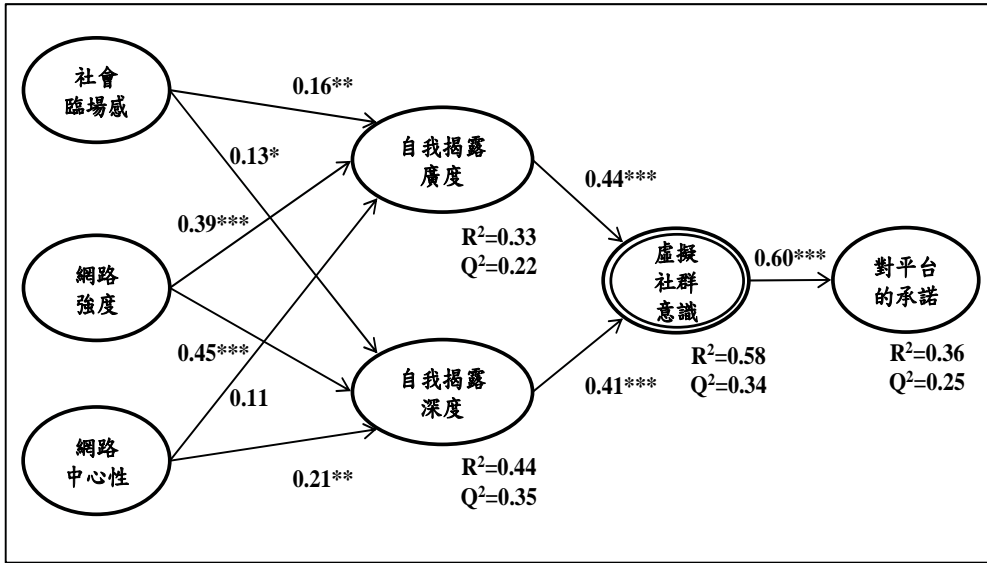 社會
臨場感
0.16**
0.13*
自我揭露
廣度
0.44***
0.39***
R²=0.33
Q²=0.22
網路
強度
虛擬
社群
意識
0.60***
對平台
的承諾
0.45***
0.11
自我揭露
深度
0.41***
R²=0.58
Q²=0.34
R²=0.36
Q²=0.25
網路
中心性
0.21**
R²=0.44
Q²=0.35